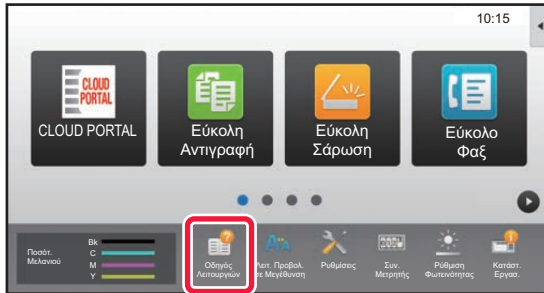 10:15
CLOUD
PORTAL
CLOUD PORTAL
Εύκολη
Αντιγραφή
Εύκολη
Σάρωση
Εύκολο
Φαξ
Ποσότ.
Μελανιού
Bk
C
M
Y
Οδηγός
Λειτουργιών
Λειτ. Προβολ.
σε Μεγέθυνση
Ρυθμίσεις
Συν.
Μετρητής
Ρύθμιση
Φωτεινότητας
Κατάστ.
Εργασ.